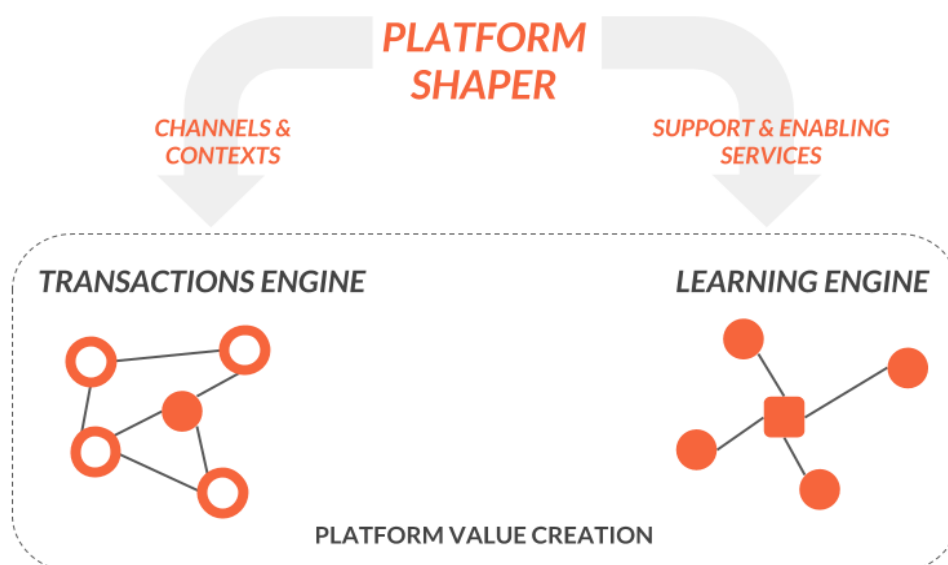 PLATFORM
SHAPER
CHANNELS &
CONTEXTS
SUPPORT & ENABLING
SERVICES
TRANSACTIONS ENGINE
LEARNING ENGINE
PLATFORM VALUE CREATION